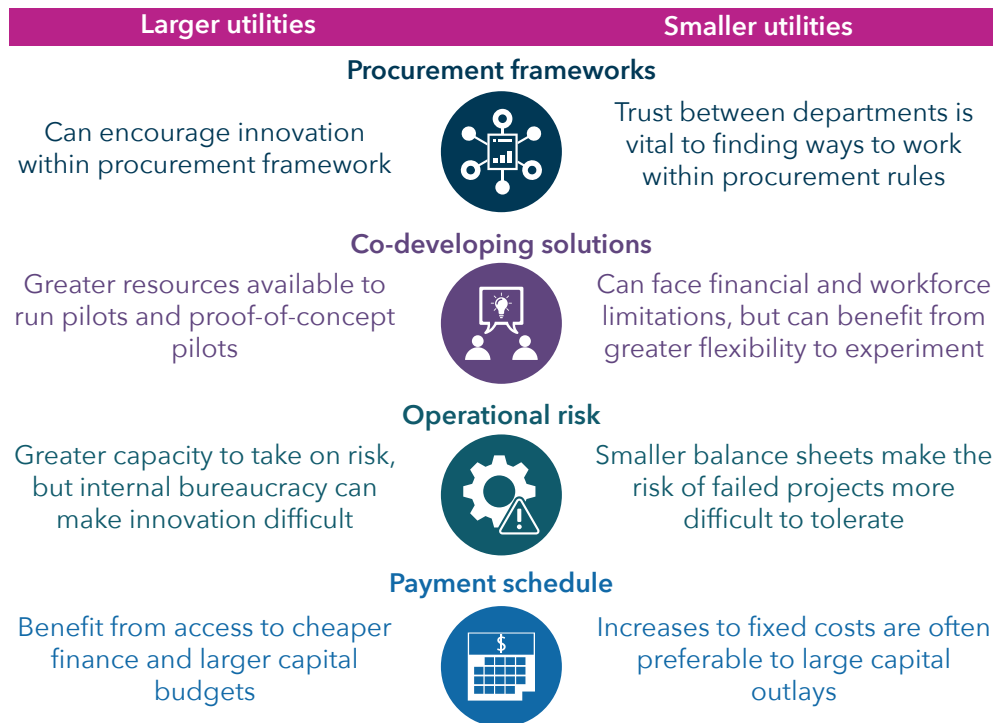 Larger utilities
Smaller utilities
Procurement frameworks
Can encourage innovation
within procurement framework
Trust between departments is
vital to finding ways to work
within procurement rules
Co-developing solutions
Greater resources available to
run pilots and proof-of-concept
pilots
Can face financial and workforce
limitations, but can benefit from
greater flexibility to experiment
Operational risk
Greater capacity to take on risk,
but internal bureaucracy can
make innovation difficult
Smaller balance sheets make the
risk of failed projects more
difficult to tolerate
Payment schedule
Benefit from access to cheaper
finance and larger capital
budgets
$
Increases to fixed costs are often
preferable to large capital
outlays